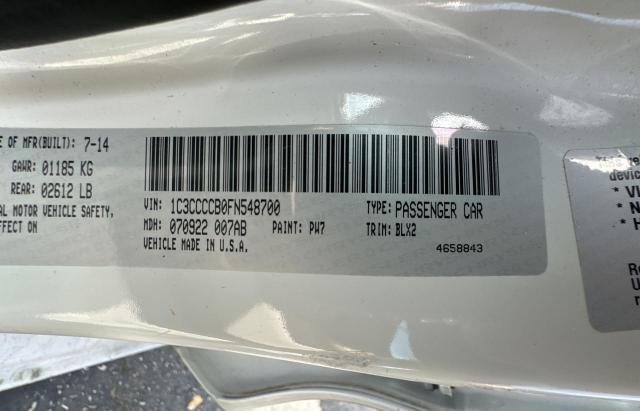 E OF MFR(BUILT): 7-14
GAWR: 01185 KG
REAR: 02612 LB
AL MOTOR VEHICLE SAFETY,
FFECT ON
VIN: 1C3CCCCB0FN548700
TYPE: PASSENGER CAR
MDH: 070922 007AB
PAINT: PW7
TRIM: BLX2
VEHICLE MADE IN U.S.A.
4658843
devic